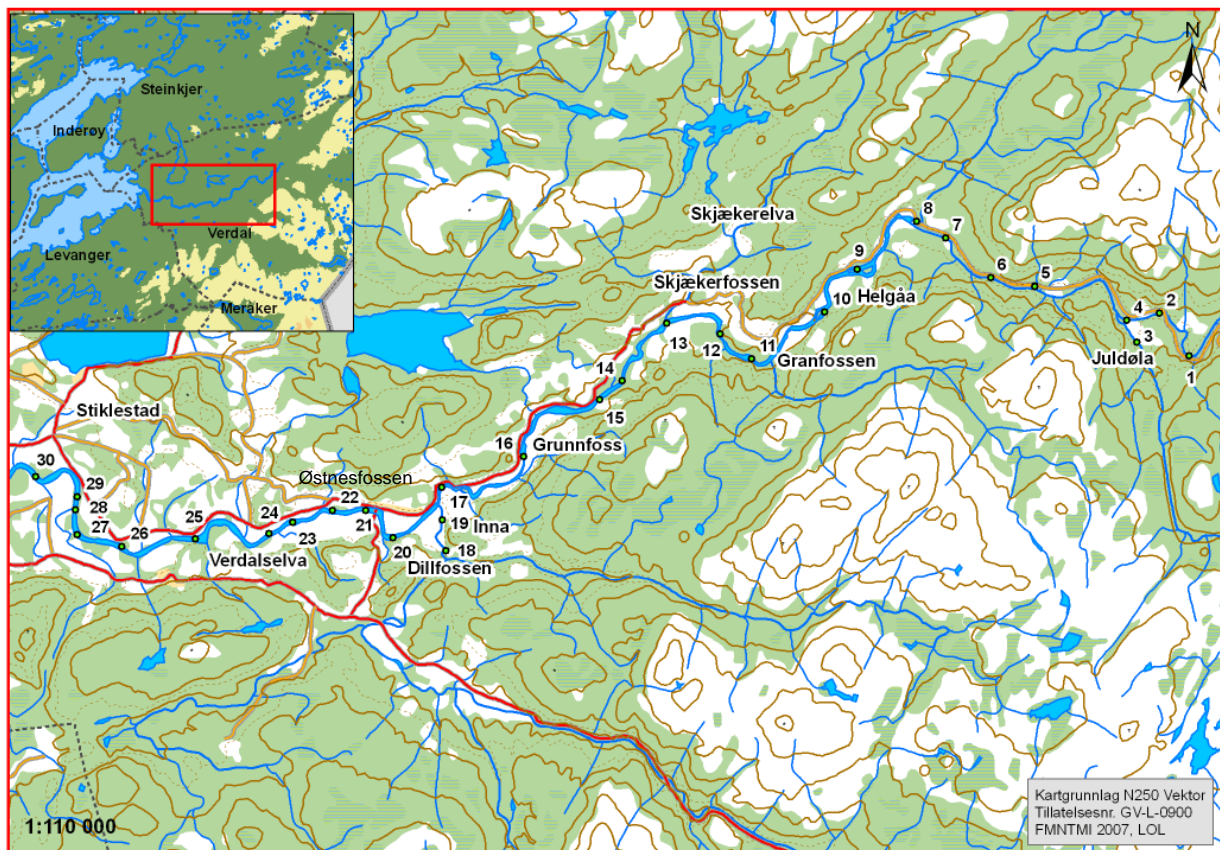 N
Steinkjer
Inderøy
Verdal
Levanger
Meråker
Skjækerelva
8
7
9
Skjækerfossen
6
5
10
Helgåa
2
4
3
13
12
11
Granfossen
Juldøla
1
14
15
Stiklestad
16
Grunnfoss
30
Østnesfossen
29
28
24
22
17
27
26
25
23
21
19
Inna
20
18
Verdalselva
Dillfossen
Kartgrunnlag N250 Vektor
Tillatelsesnr. GV-L-0900
FMNTMI 2007, LOL
1:110 000